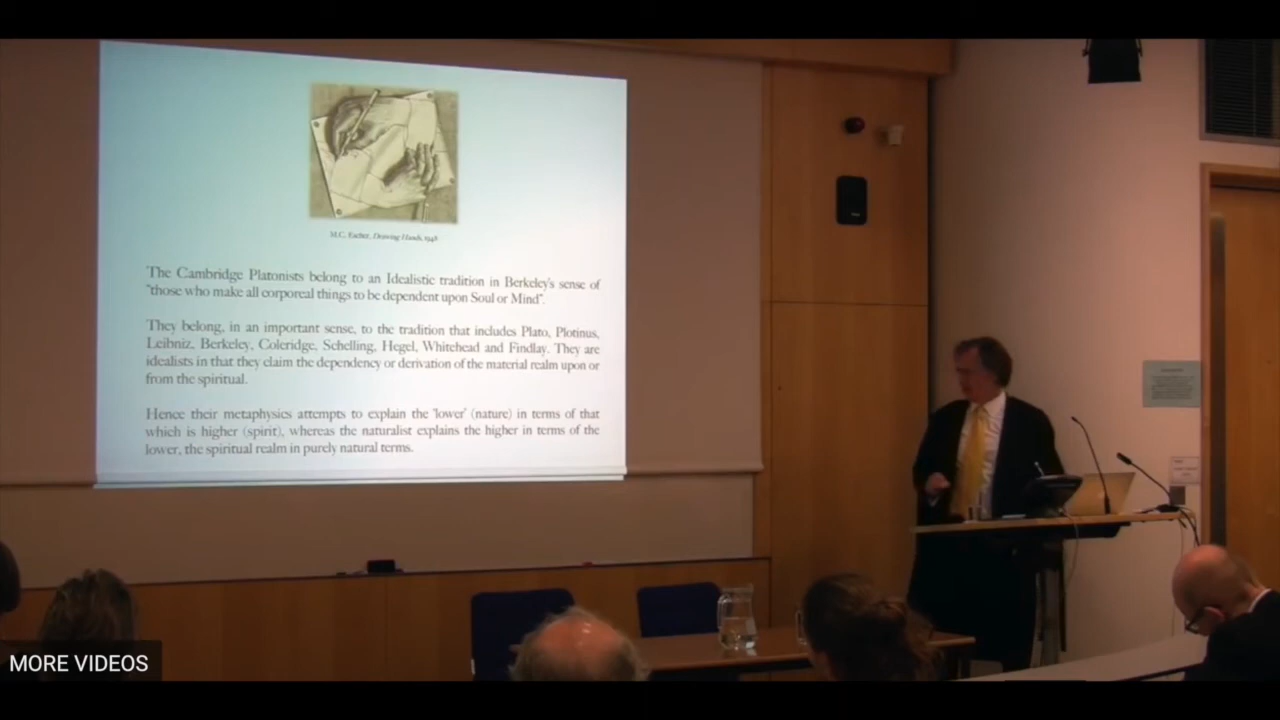 M.C. Escher, Drawing Hands, 1948
The Cambridge Platonists belong to an Idealistic tradition in Berkeley's sense of
"those who make all corporeal things to be dependent upon Soul or Mind".
They belong, in an important sense, to the tradition that includes Plato, Plotinus,
Leibniz, Berkeley, Coleridge, Schelling, Hegel, Whitehead and Findlay. They are
idealists in that they claim the dependency or derivation of the material realm upon or
from the spiritual.
Hence their metaphysics attempts to explain the 'lower' (nature) in terms of that
which is higher (spirit), whereas the naturalist explains the higher in terms of the
lower, the spiritual realm in purely natural terms.
MORE VIDEOS